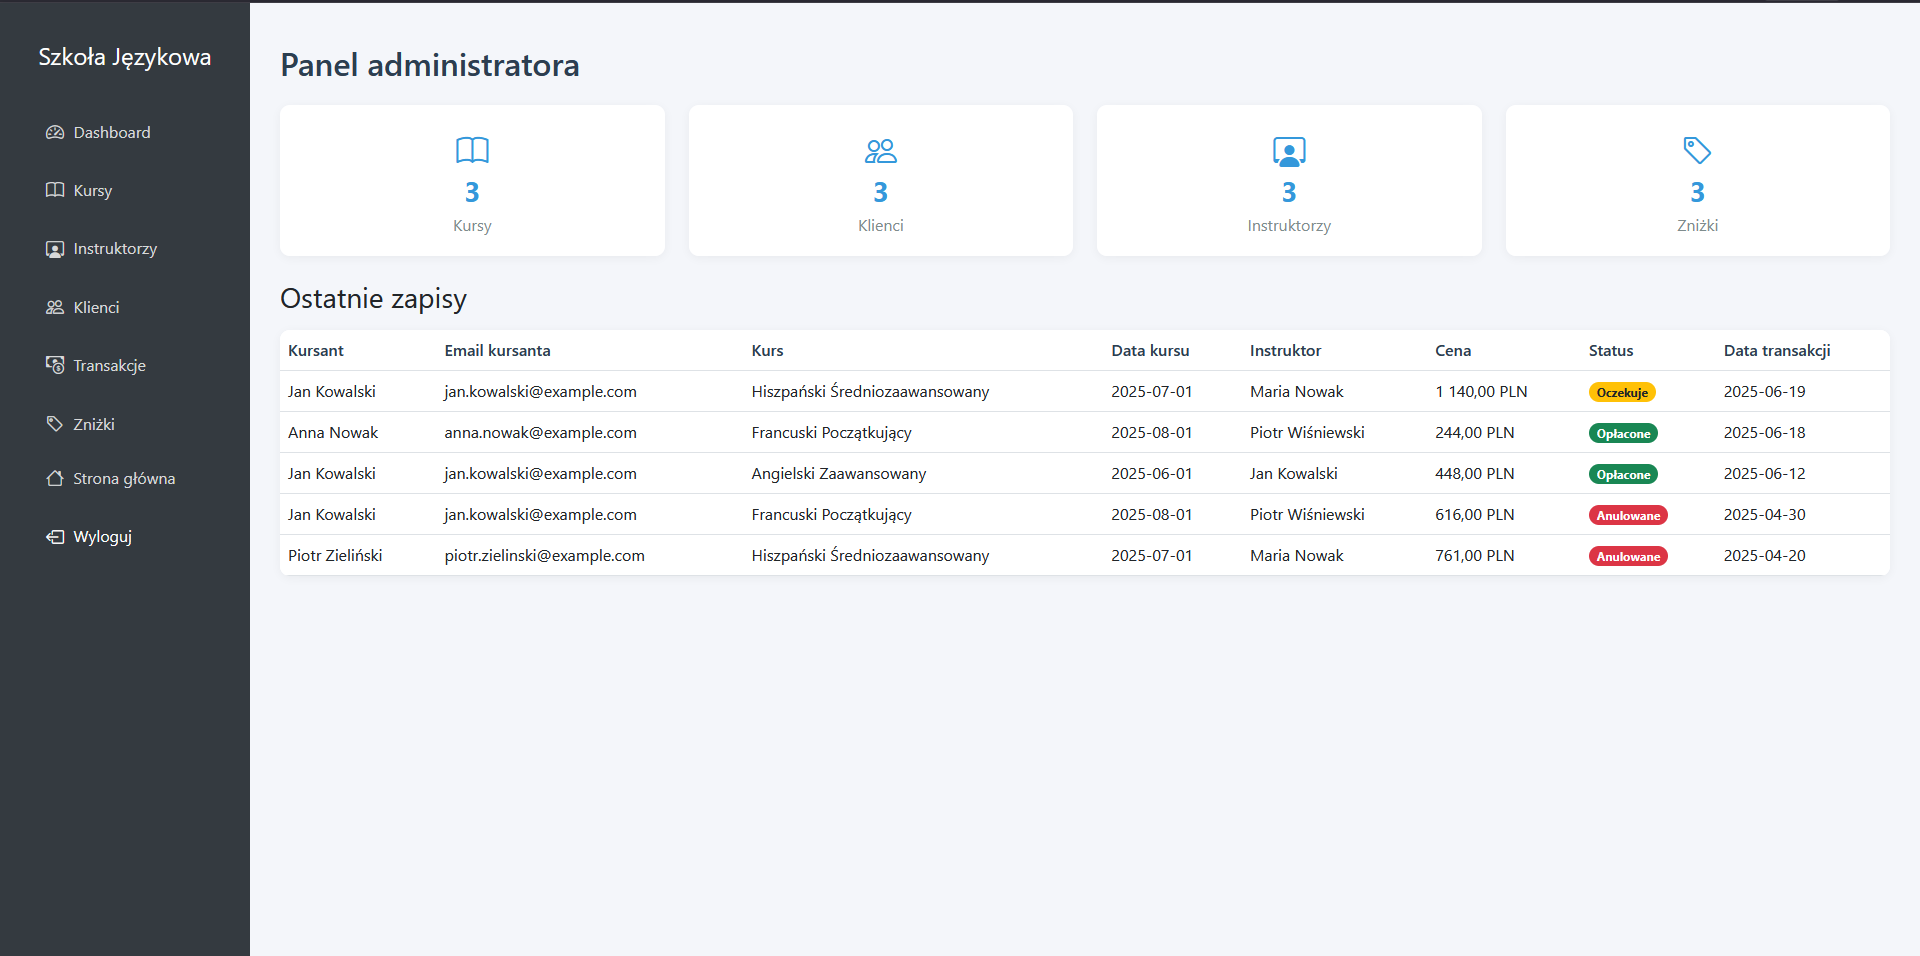 Szkoła Językowa
Dashboard
Kursy
Instruktorzy
Klienci
Transakcje
Zniżki
Strona główna
Wyloguj
Panel administratora
3
Kursy
3
Klienci
3
Instruktorzy
3
Zniżki
Ostatnie zapisy
Kursant Email kursanta Kurs Data kursu Instruktor Cena Status Data transakcji
Jan Kowalski jan.kowalski@example.com Hiszpański Średniozaawansowany 2025-07-01 Maria Nowak 1 140,00 PLN Oczekuje 2025-06-19
Anna Nowak anna.nowak@example.com Francuski Początkujący 2025-08-01 Piotr Wiśniewski 244,00 PLN Opłacone 2025-06-18
Jan Kowalski jan.kowalski@example.com Angielski Zaawansowany 2025-06-01 Jan Kowalski 448,00 PLN Opłacone 2025-06-12
Jan Kowalski jan.kowalski@example.com Francuski Początkujący 2025-08-01 Piotr Wiśniewski 616,00 PLN Anulowane 2025-04-30
Piotr Zieliński piotr.zielinski@example.com Hiszpański Średniozaawansowany 2025-07-01 Maria Nowak 761,00 PLN Anulowane 2025-04-20